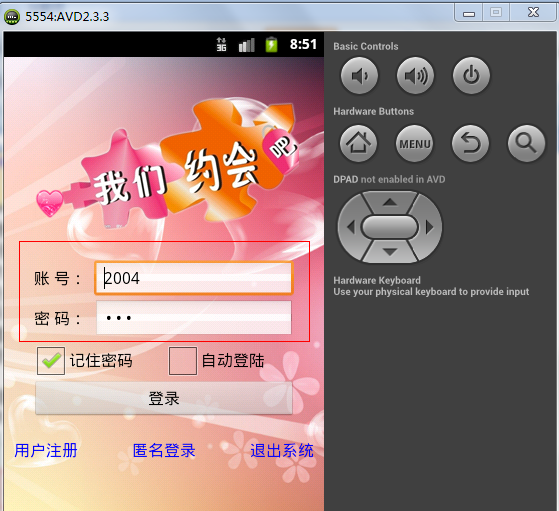 5554:AVD2.3.3
3G 8:51
我们约会吧
账 号：
2004
密 码：
•••
记住密码 自动登陆
登录
用户注册 匿名登录 退出系统
Basic Controls
Hardware Buttons
MENU
DPAD not enabled in AVD
Hardware Keyboard
Use your physical keyboard to provide input